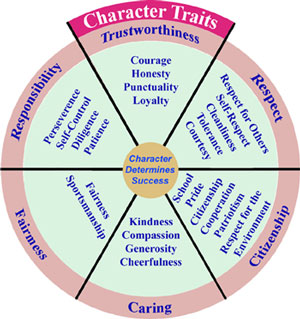 Character Traits
Trustworthiness
Courage
Honesty
Punctuality
Loyalty
Respect
Respect for Others
Self-Respect
Cleanliness
Tolerance
Courtesy
Citizenship
School
Pride
Citizenship
Cooperation
Patriotism
Respect for the
Environment
Caring
Kindness
Compassion
Generosity
Cheerfulness
Fairness
Fairness
Sportsmanship
Responsibility
Perseverence
Self-Control
Diligence
Patience
Character
Determines
Success